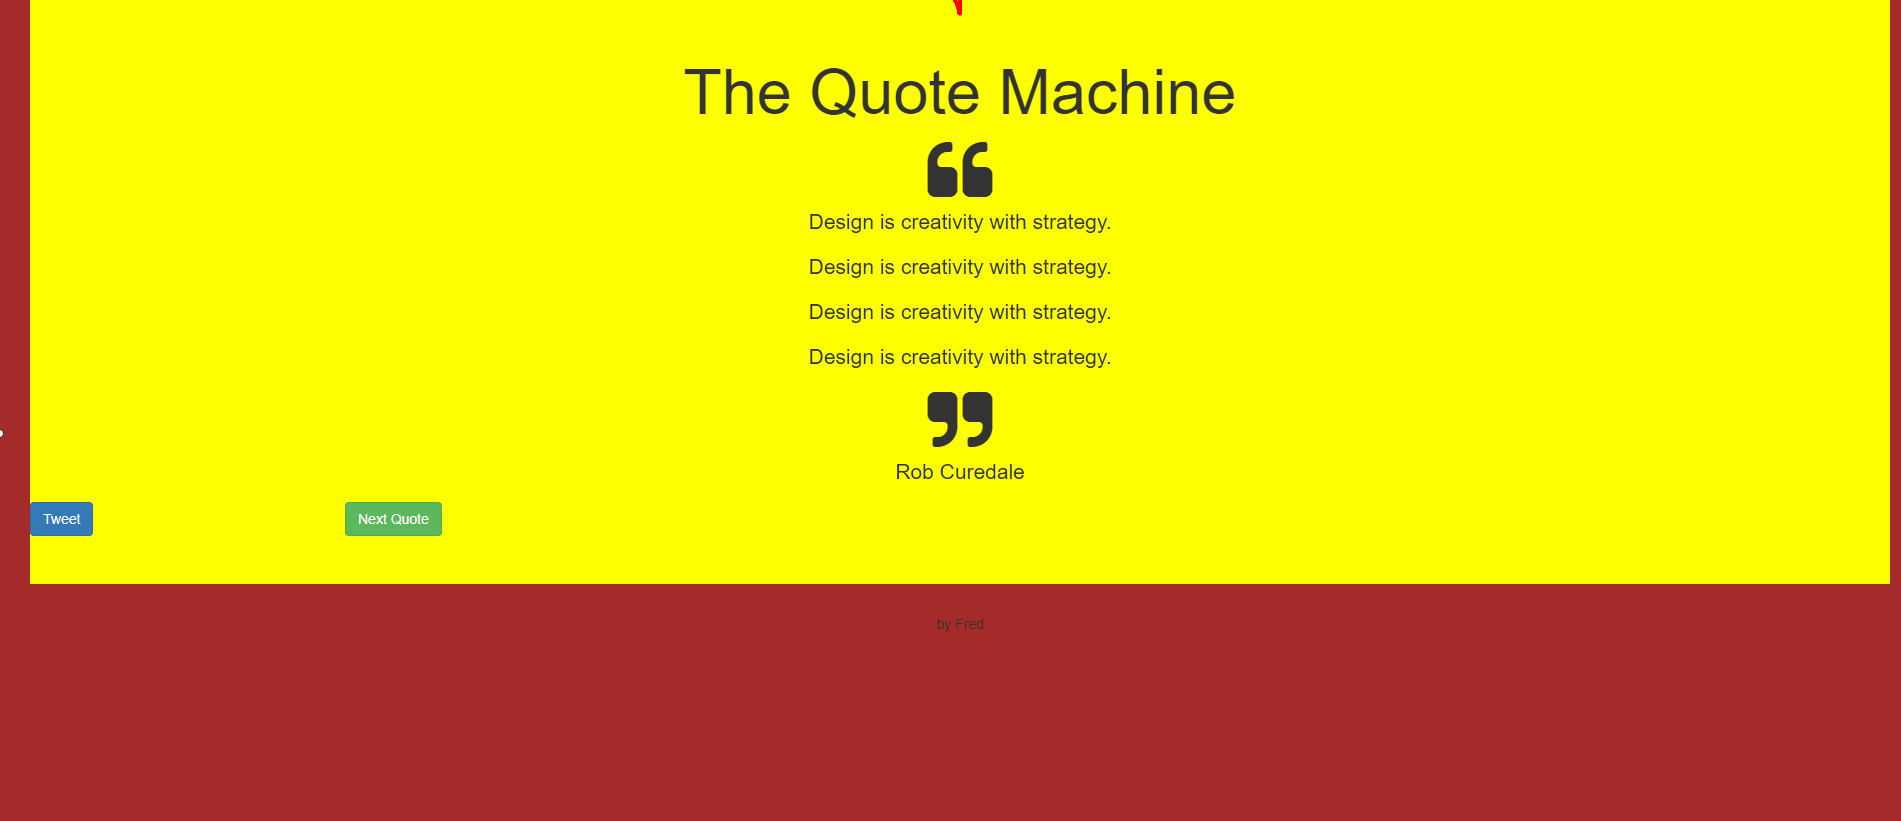 The Quote Machine
Design is creativity with strategy.
Design is creativity with strategy.
Design is creativity with strategy.
Design is creativity with strategy.
Rob Curedale
Tweet Next Quote
by Fred